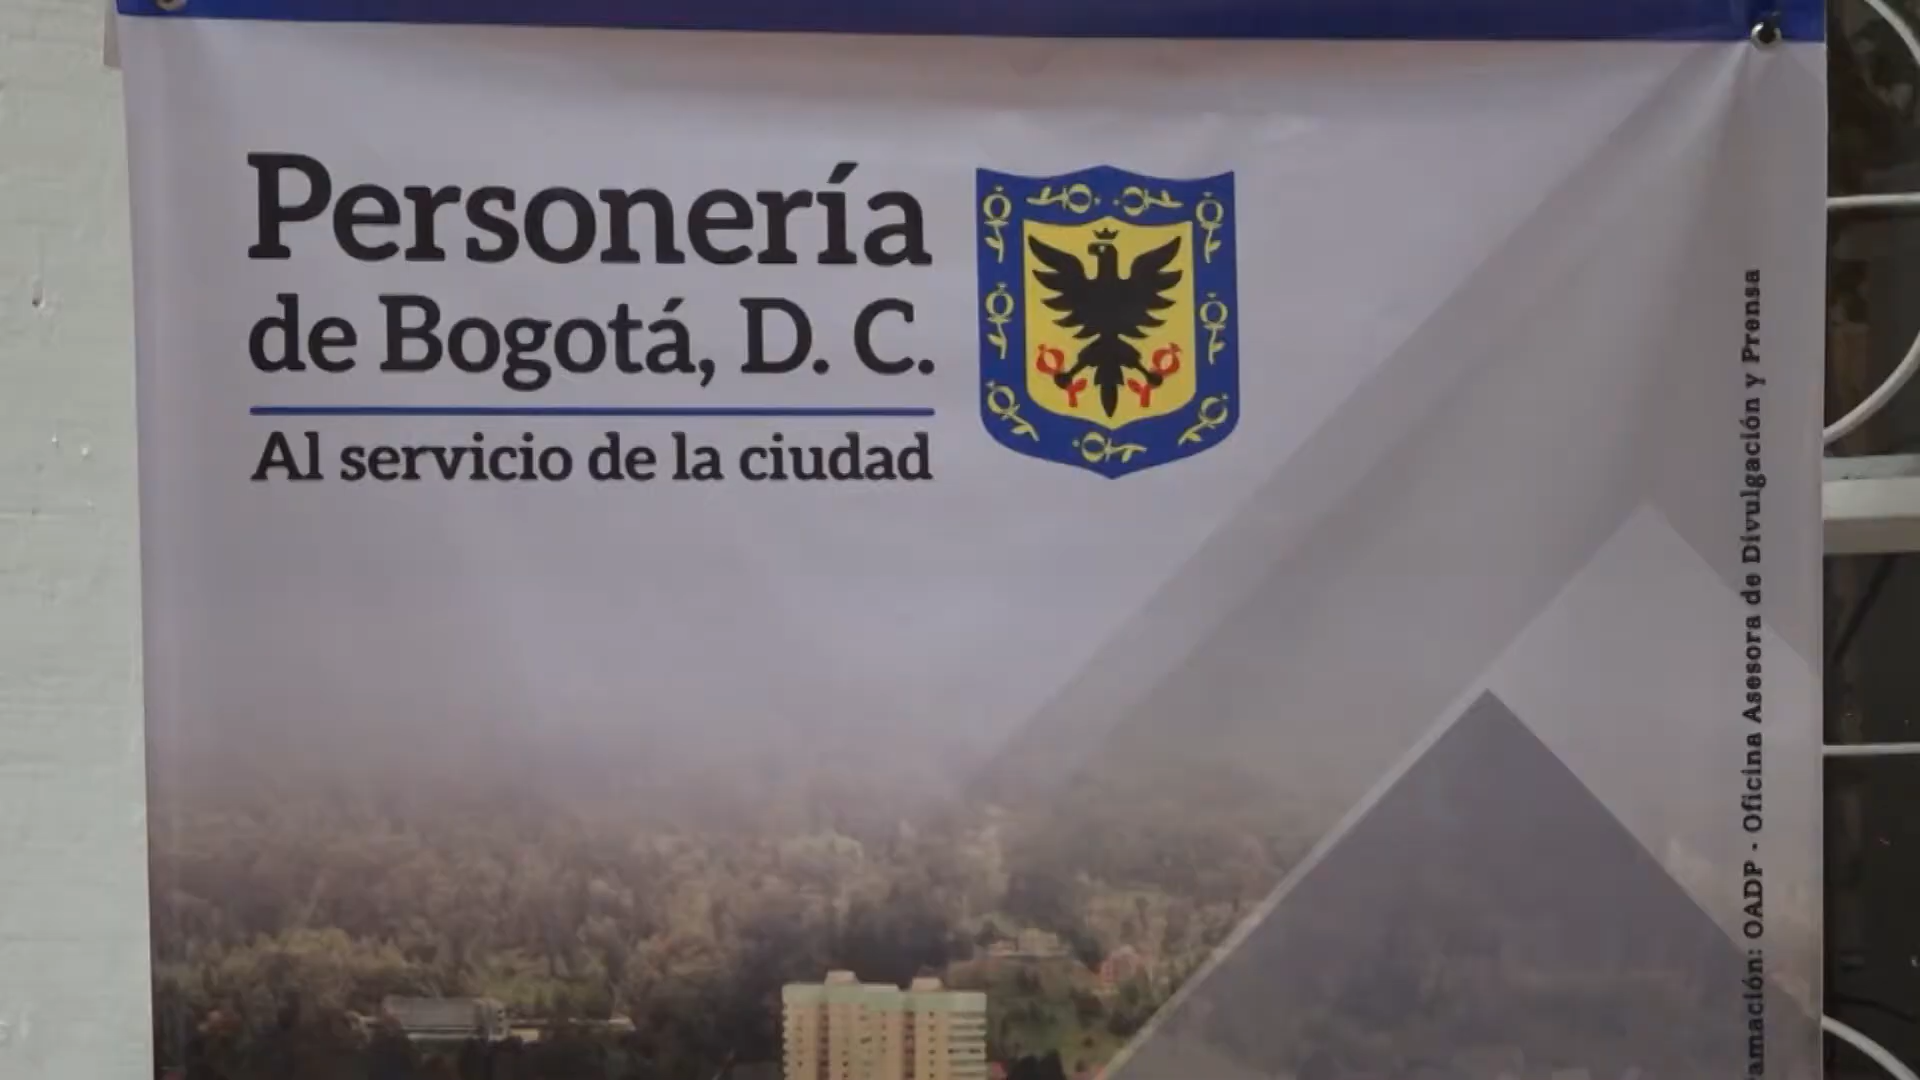 Personería
de Bogotá, D. C.
Al servicio de la ciudad
OADP - Oficina Asesora de Divulgación y Prensa